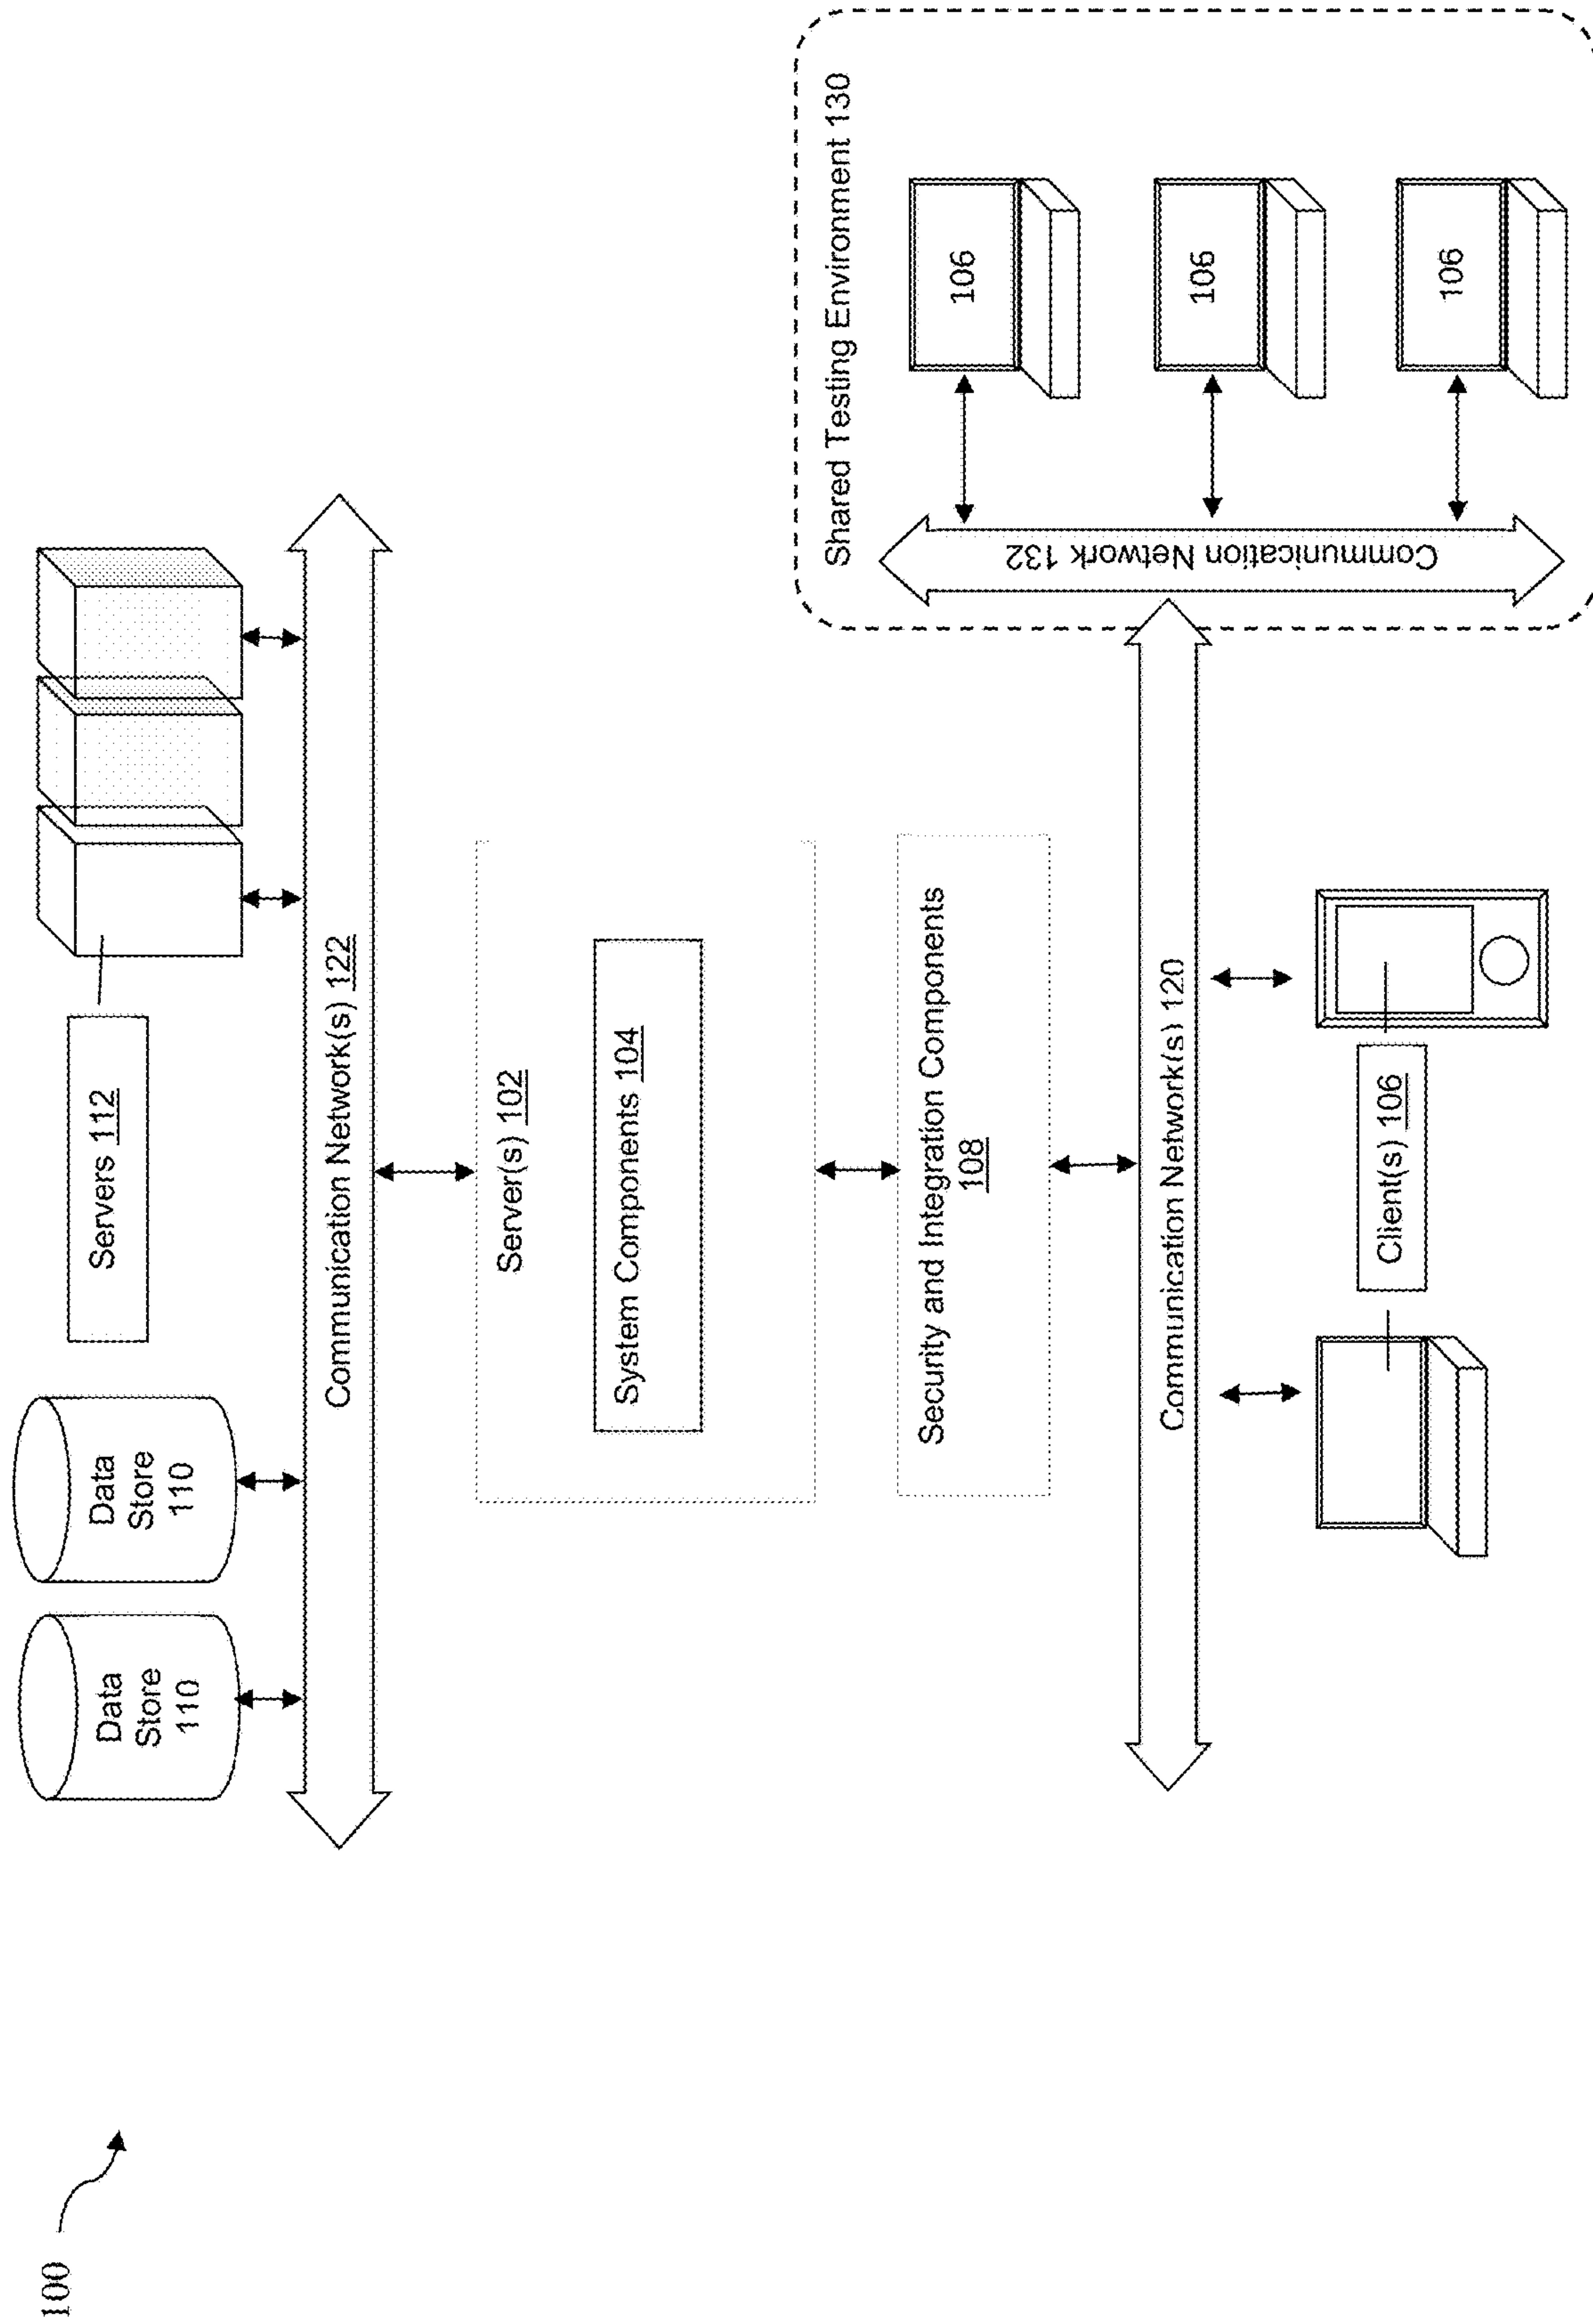 100
Data
Store
110
Data
Store
110
Servers 112
Communication Network(s) 122
Server(s) 102
System Components 104
Security and Integration Components
108
Communication Network(s) 120
Client(s) 106
Shared Testing Environment 130
Communication Network 132
106
106
106